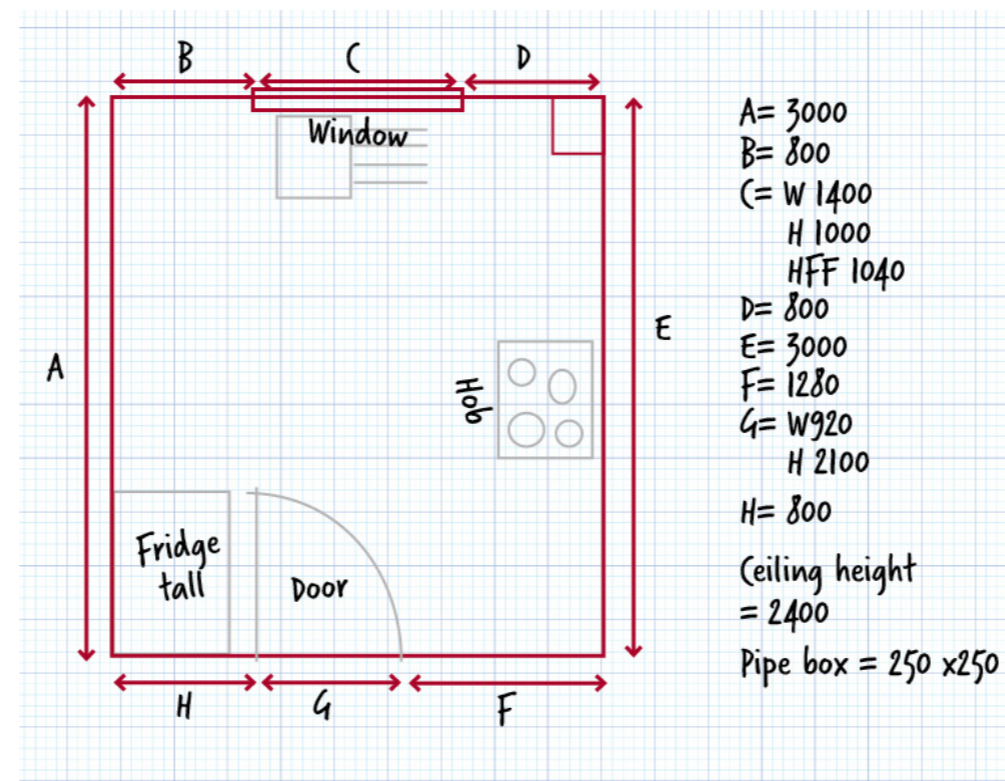 B
C
D
Window
A
E
Hob
Fridge
tall
Door
H
G
F
A= 3000
B= 800
C= W 1400
H 1000
HFF 1040
D= 800
E= 3000
F= 1280
G= W920
H 2100
H= 800
Ceiling height
= 2400
Pipe box = 250 x250